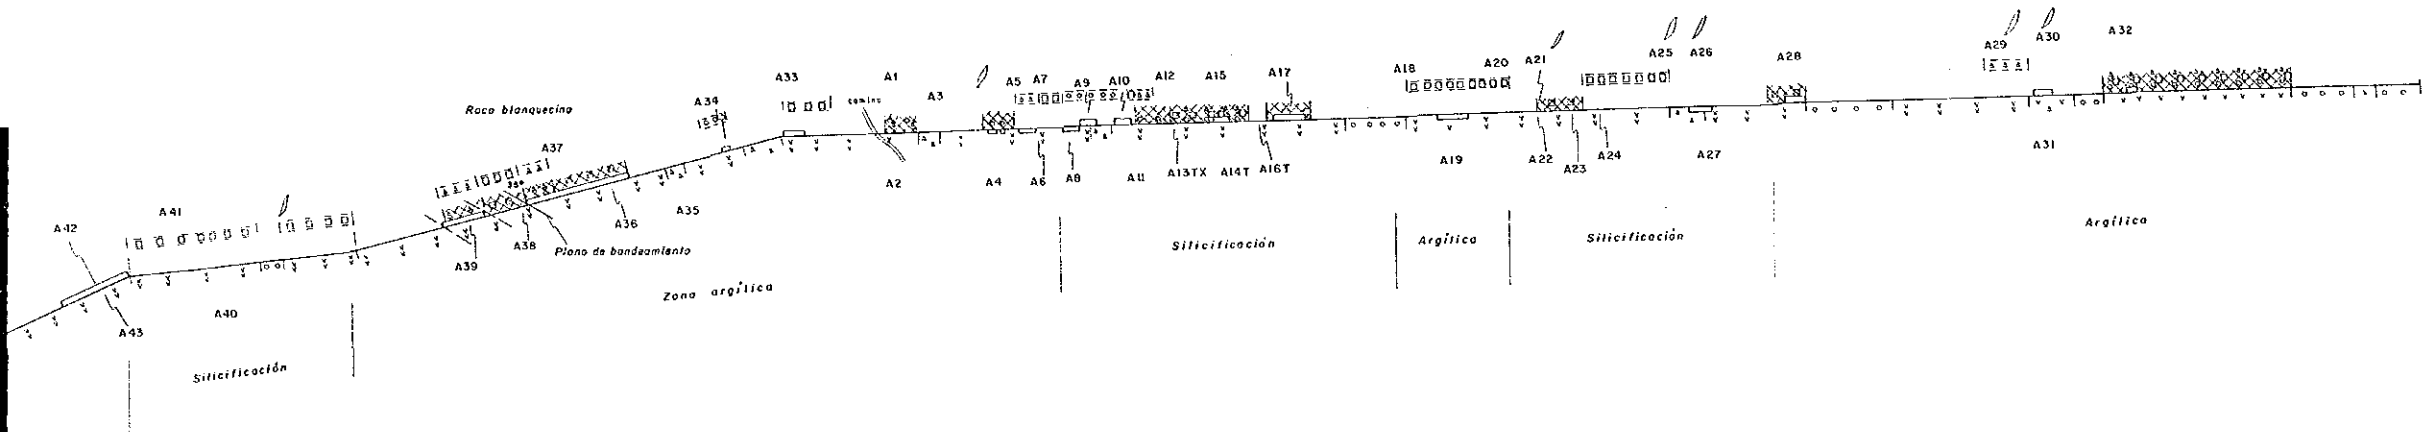 A33
A1
A3
A5
A7
A9
A10
A12
A15
A17
A18
A20
A21
A25
A26
A28
A29
A30
A32
Roca blanquecina
A34
camino
A37
35°
A2
A4
A6
A8
A11
A13TX
A14T
A16T
A19
A22
A23
A24
A27
A31
A41
A42
A35
A36
A38
A39
Plano de bandeamiento
Silicificación
Argílica
Silicificación
Argílica
Zona argílica
A40
A43
Silicificación